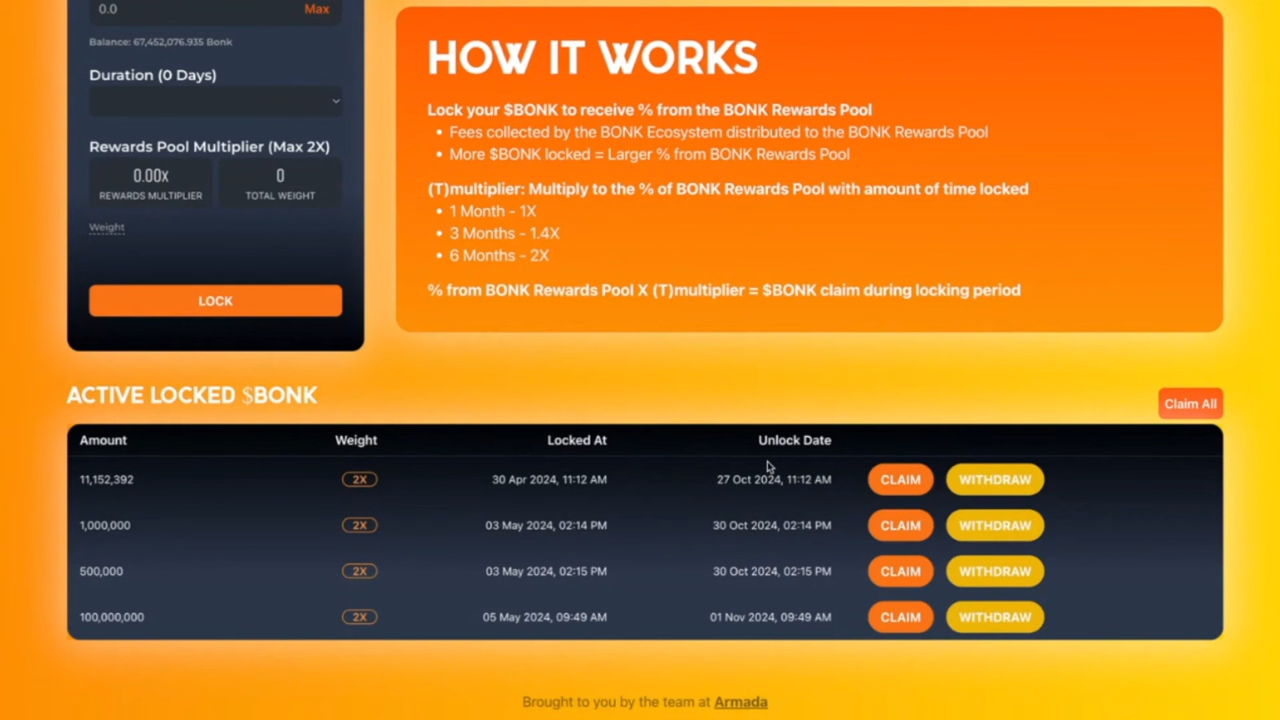 0.0 Max
Balance: 67,452,076.935 Bonk
Duration (0 Days)
Rewards Pool Multiplier (Max 2X)
0.00x 0
REWARDS MULTIPLIER TOTAL WEIGHT
Weight
LOCK
HOW IT WORKS
Lock your $BONK to receive % from the BONK Rewards Pool
• Fees collected by the BONK Ecosystem distributed to the BONK Rewards Pool
• More $BONK locked = Larger % from BONK Rewards Pool
(T)multiplier: Multiply to the % of BONK Rewards Pool with amount of time locked
• 1 Month - 1X
• 3 Months - 1.4X
• 6 Months - 2X
% from BONK Rewards Pool X (T)multiplier = $BONK claim during locking period
ACTIVE LOCKED $BONK
Claim All
Amount Weight Locked At Unlock Date
11,152,392 2X 30 Apr 2024, 11:12 AM 27 Oct 2024, 11:12 AM CLAIM WITHDRAW
1,000,000 2X 03 May 2024, 02:14 PM 30 Oct 2024, 02:14 PM CLAIM WITHDRAW
500,000 2X 03 May 2024, 02:15 PM 30 Oct 2024, 02:15 PM CLAIM WITHDRAW
100,000,000 2X 05 May 2024, 09:49 AM 01 Nov 2024, 09:49 AM CLAIM WITHDRAW
Brought to you by the team at Armada